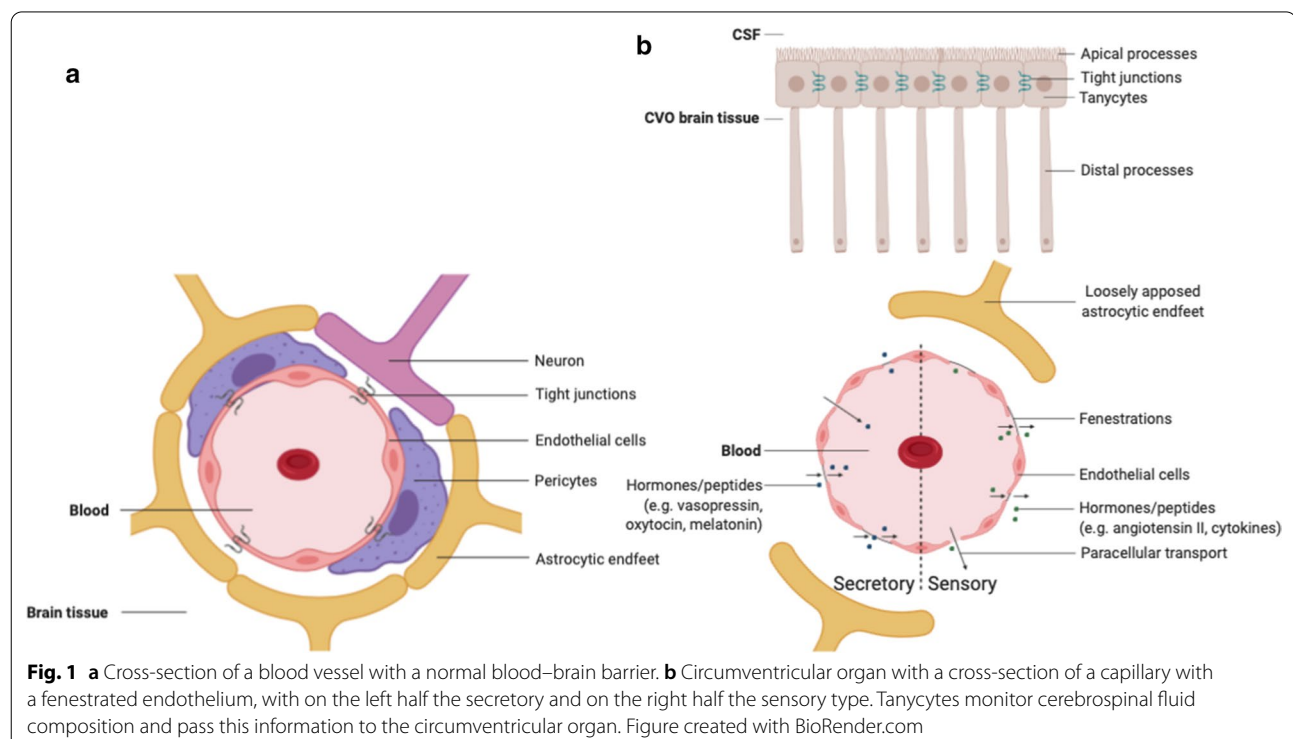 a
Neuron
Tight junctions
Endothelial cells
Pericytes
Blood
Astrocytic endfeet
Brain tissue
b
CSF
Apical processes
Tight junctions
Tanycytes
CVO brain tissue
Distal processes
Loosely apposed
astrocytic endfeet
Fenestrations
Blood
Endothelial cells
Hormones/peptides
(e.g. vasopressin,
oxytocin, melatonin)
Hormones/peptides
(e.g. angiotensin II, cytokines)
Paracellular transport
Secretory Sensory
Fig. 1 a Cross-section of a blood vessel with a normal blood–brain barrier. b Circumventricular organ with a cross-section of a capillary with
a fenestrated endothelium, with on the left half the secretory and on the right half the sensory type. Tanycytes monitor cerebrospinal fluid
composition and pass this information to the circumventricular organ. Figure created with BioRender.com